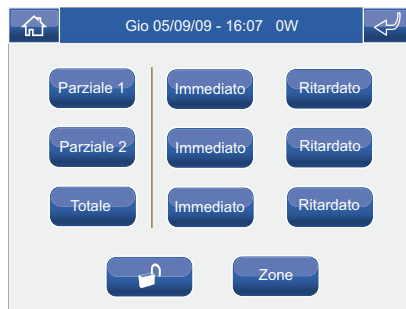 Gio 05/09/09 - 16:07 0W
Parziale 1 Immediato Ritardato
Parziale 2 Immediato Ritardato
Totale Immediato Ritardato
Zone